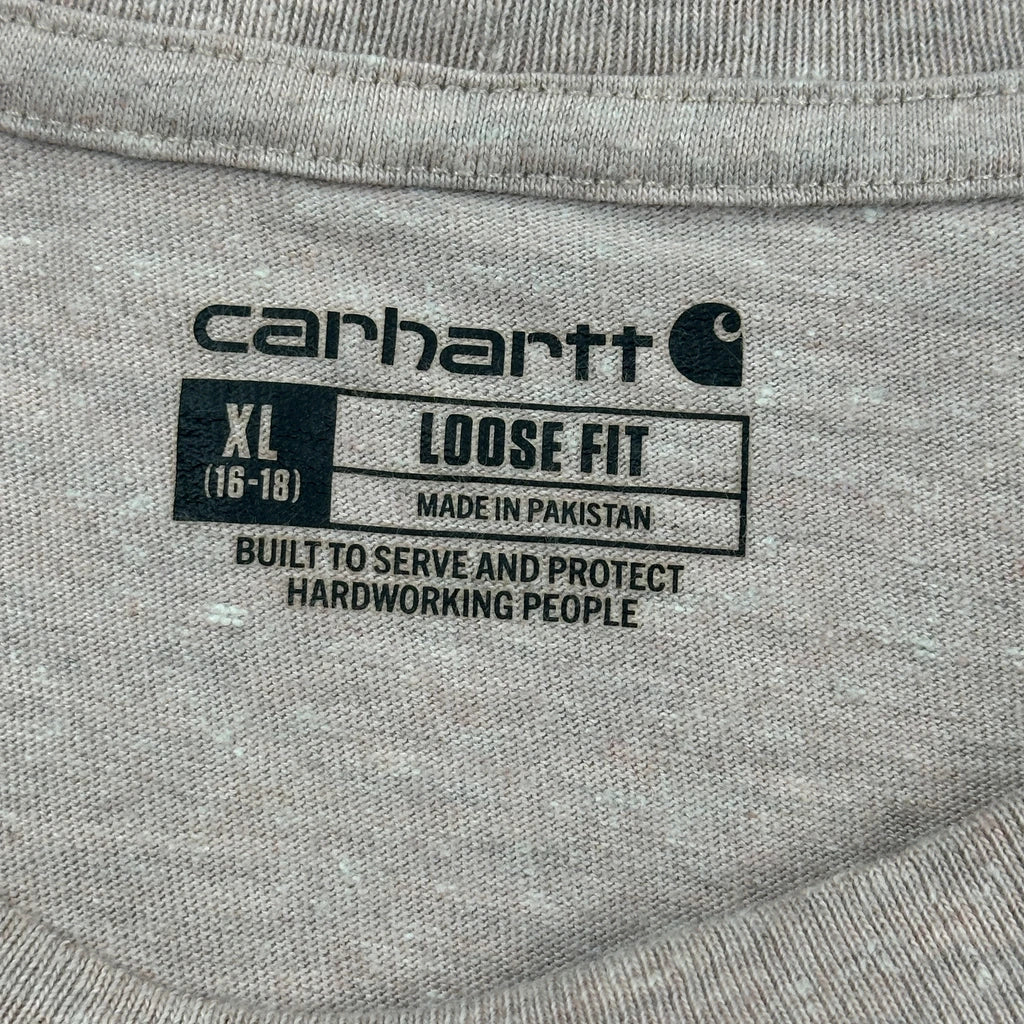 carhartt
XL
(16-18)
LOOSE FIT
MADE IN PAKISTAN
BUILT TO SERVE AND PROTECT
HARDWORKING PEOPLE